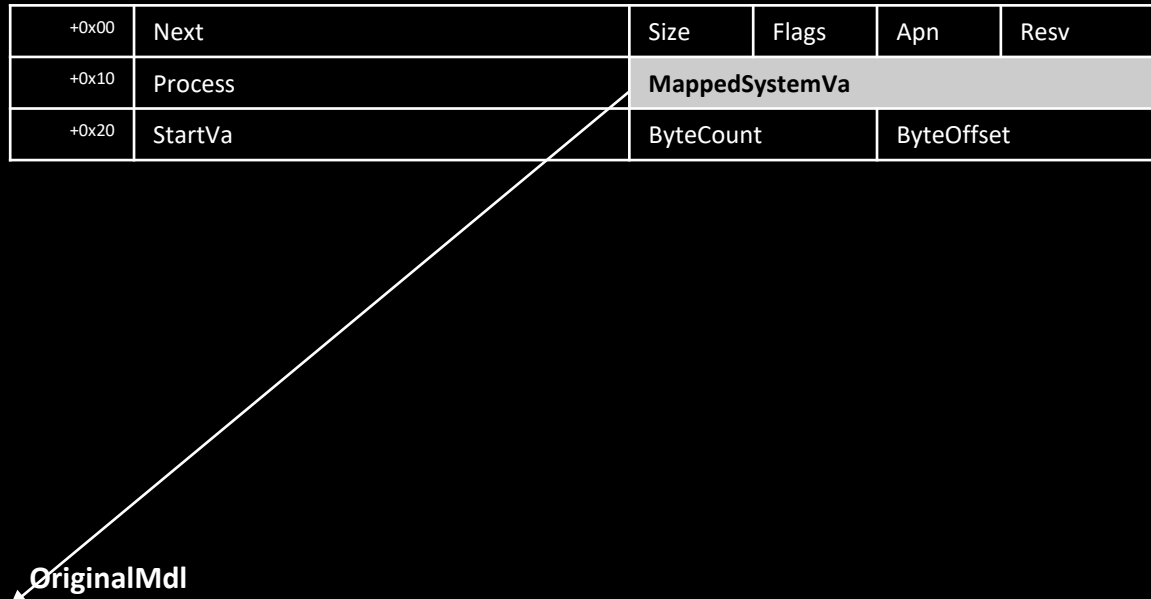 +0x00 Next Size Flags Apn Resv
+0x10 Process MappedSystemVa
+0x20 StartVa ByteCount ByteOffset
OriginalMdl